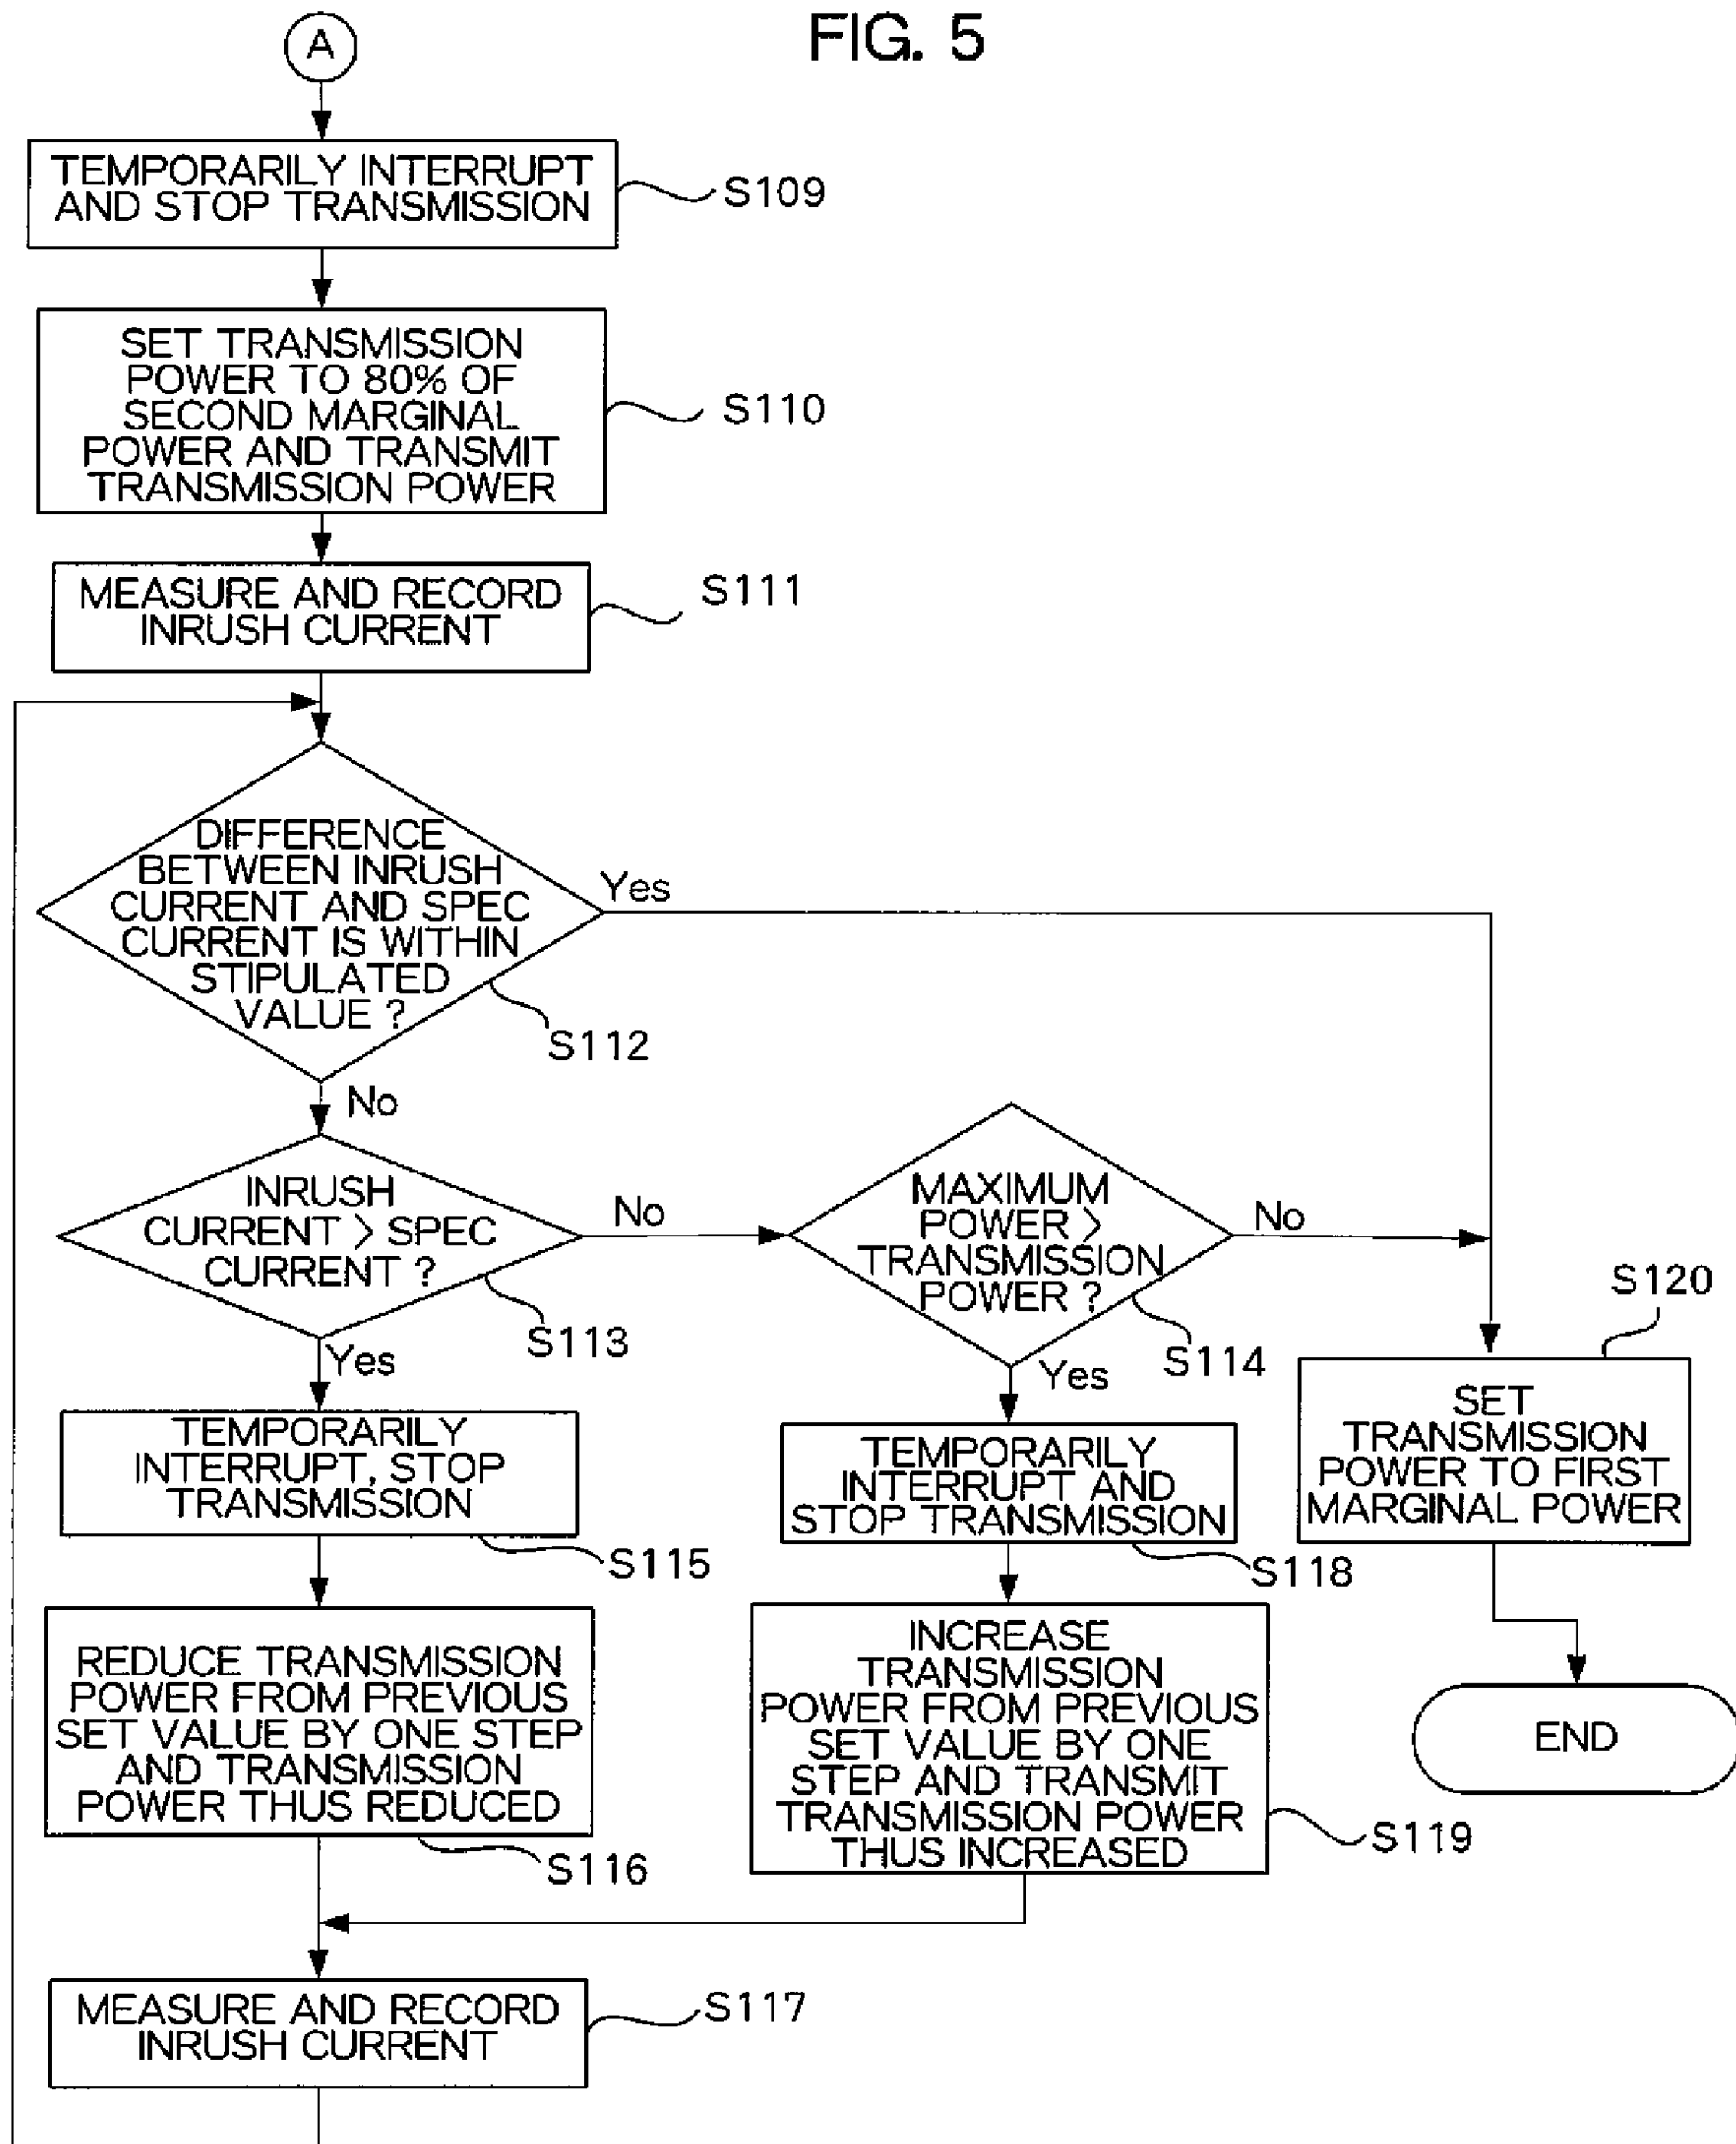 FIG. 5
A
TEMPORARILY INTERRUPT
AND STOP TRANSMISSION
S109
SET TRANSMISSION
POWER TO 80% OF
SECOND MARGINAL
POWER AND TRANSMIT
TRANSMISSION POWER
S110
MEASURE AND RECORD
INRUSH CURRENT
S111
DIFFERENCE
BETWEEN INRUSH
CURRENT AND SPEC
CURRENT IS WITHIN
STIPULATED
VALUE ?
Yes
S112
No
INRUSH
CURRENT > SPEC
CURRENT ?
No
S113
Yes
MAXIMUM
POWER >
TRANSMISSION
POWER ?
No
S114
Yes
S120
SET
TRANSMISSION
POWER TO FIRST
MARGINAL POWER
TEMPORARILY
INTERRUPT, STOP
TRANSMISSION
S115
TEMPORARILY
INTERRUPT AND
STOP TRANSMISSION
S118
REDUCE TRANSMISSION
POWER FROM PREVIOUS
SET VALUE BY ONE STEP
AND TRANSMISSION
POWER THUS REDUCED
S116
INCREASE
TRANSMISSION
POWER FROM PREVIOUS
SET VALUE BY ONE
STEP AND TRANSMIT
TRANSMISSION POWER
THUS INCREASED
S119
END
MEASURE AND RECORD
INRUSH CURRENT
S117